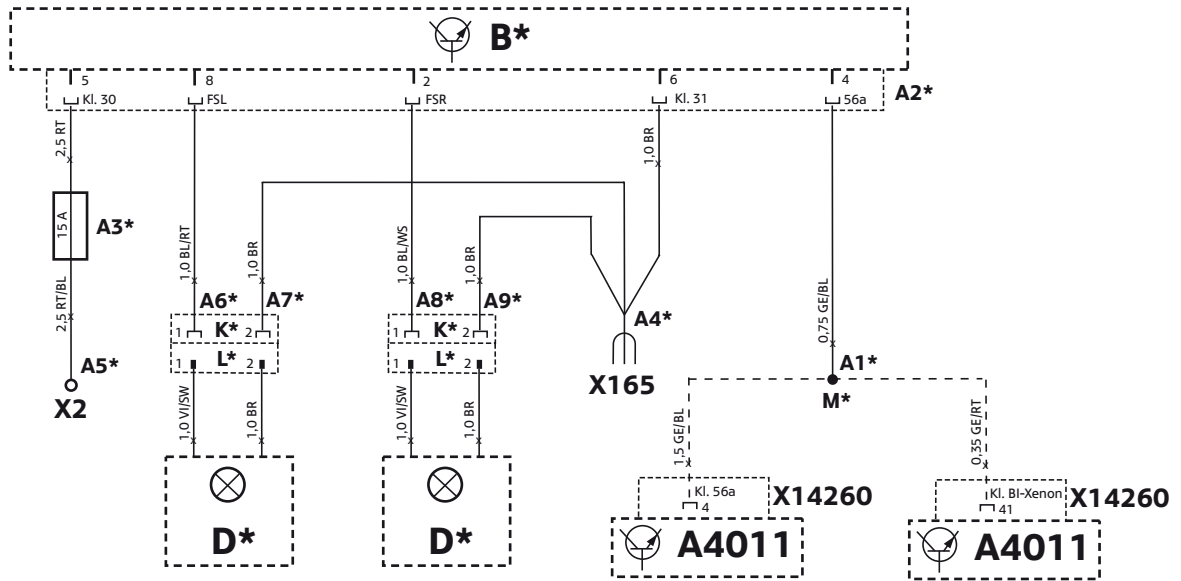 B*
5 8 2 6 4
Kl. 30 FSL FSR Kl. 31 56a A2*
2,5 RT
1,0 BR
15 A
A3*
1,0 BL/RT
1,0 BR
1,0 BL/WS
1,0 BR
2,5 RT/BL
0,75 GE/BL
A6* A7* A8* A9*
A4*
1 K* 2 1 K* 2
A5*
1 L* 2 1 L* 2
A1*
X2
X165
M*
1,0 VI/SW
1,0 BR
1,0 VI/SW
1,0 BR
1,5 GE/BL
0,35 GE/RT
Kl. 56a
4
X14260
Kl. BI-Xenon
41
X14260
D* D*
A4011 A4011